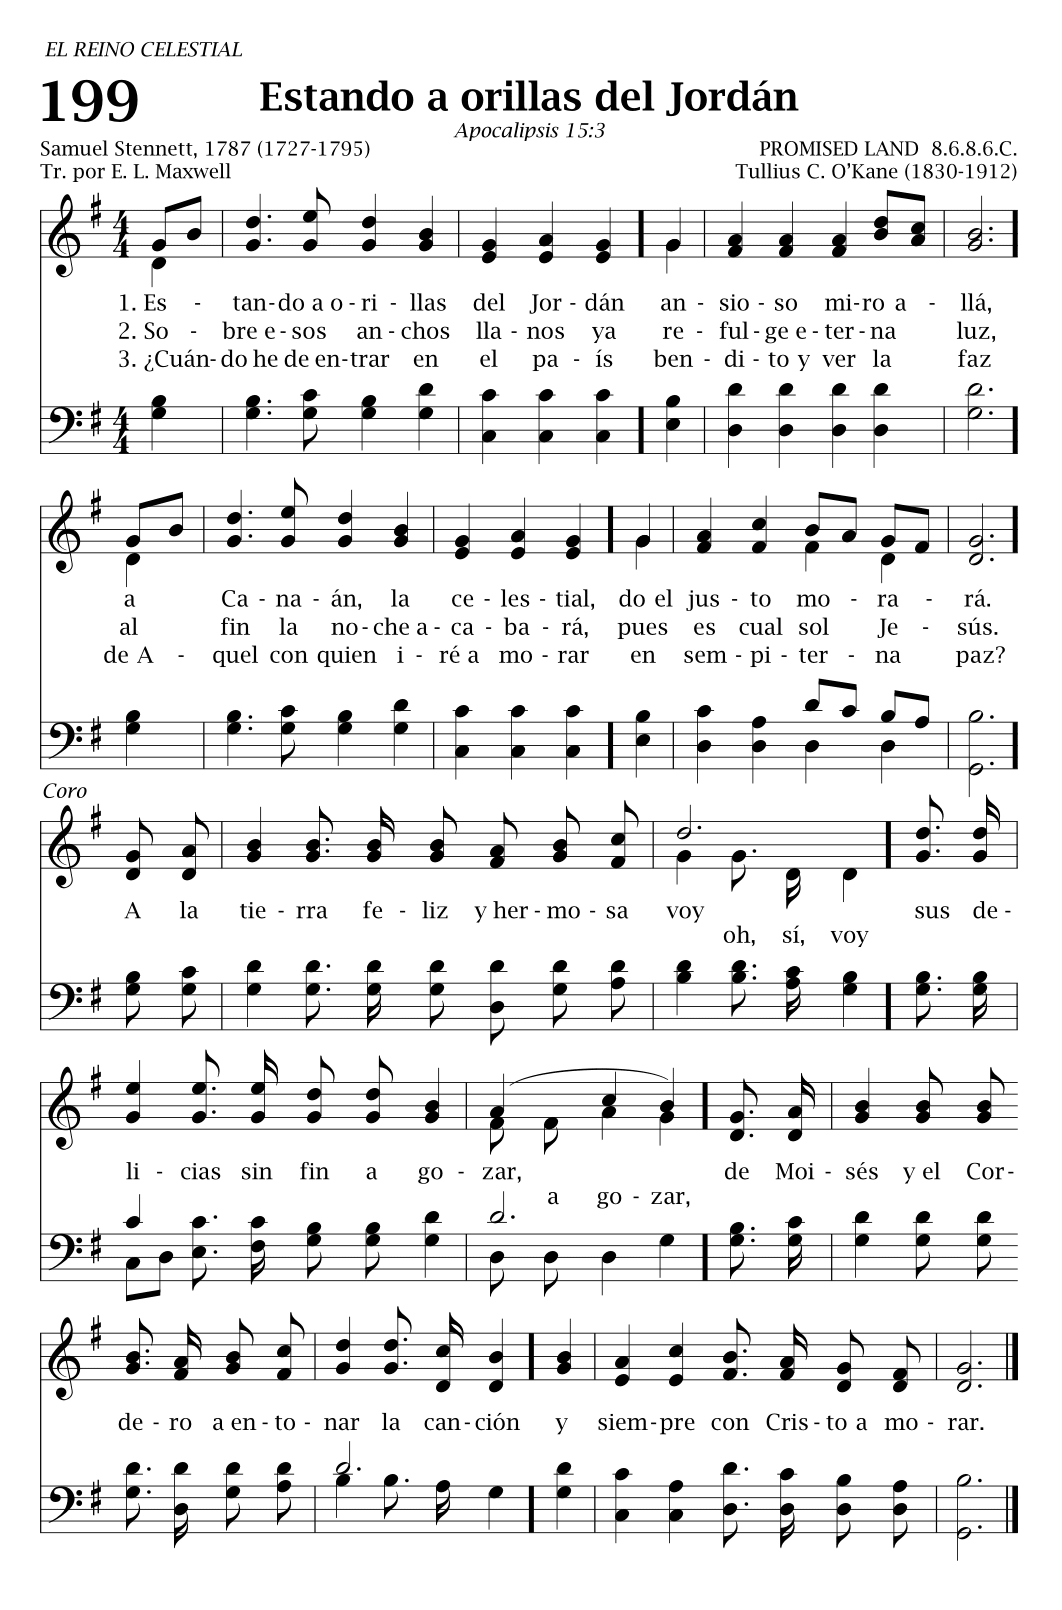 EL REINO CELESTIAL
199 Estando a orillas del Jordán
Apocalipsis 15:3
Samuel Stennett, 1787 (1727-1795) PROMISED LAND 8.6.8.6.C.
Tr. por E. L. Maxwell Tullius C. O’Kane (1830-1912)
1. Es - tan-do a o - ri - llas del Jor - dán an - sio - so mi-ro a - llá,
2. So - bre e - sos an - chos lla - nos ya re - ful - ge e - ter - na luz,
3. ¿Cuán-do he de en-trar en el pa - ís ben - di - to y ver la faz
a Ca - na - án, la ce - les - tial, do el jus - to mo - ra - rá.
al fin la no - che a - ca - ba - rá, pues es cual sol Je - sús.
de A - quel con quien i - ré a mo - rar en sem - pi - ter - na paz?
Coro
A la tie - rra fe - liz y her - mo - sa voy sus de -
oh, sí, voy
li - cias sin fin a go - zar, de Moi - sés y el Cor-
a go - zar,
de - ro a en - to - nar la can - ción y siem-pre con Cris - to a mo - rar.